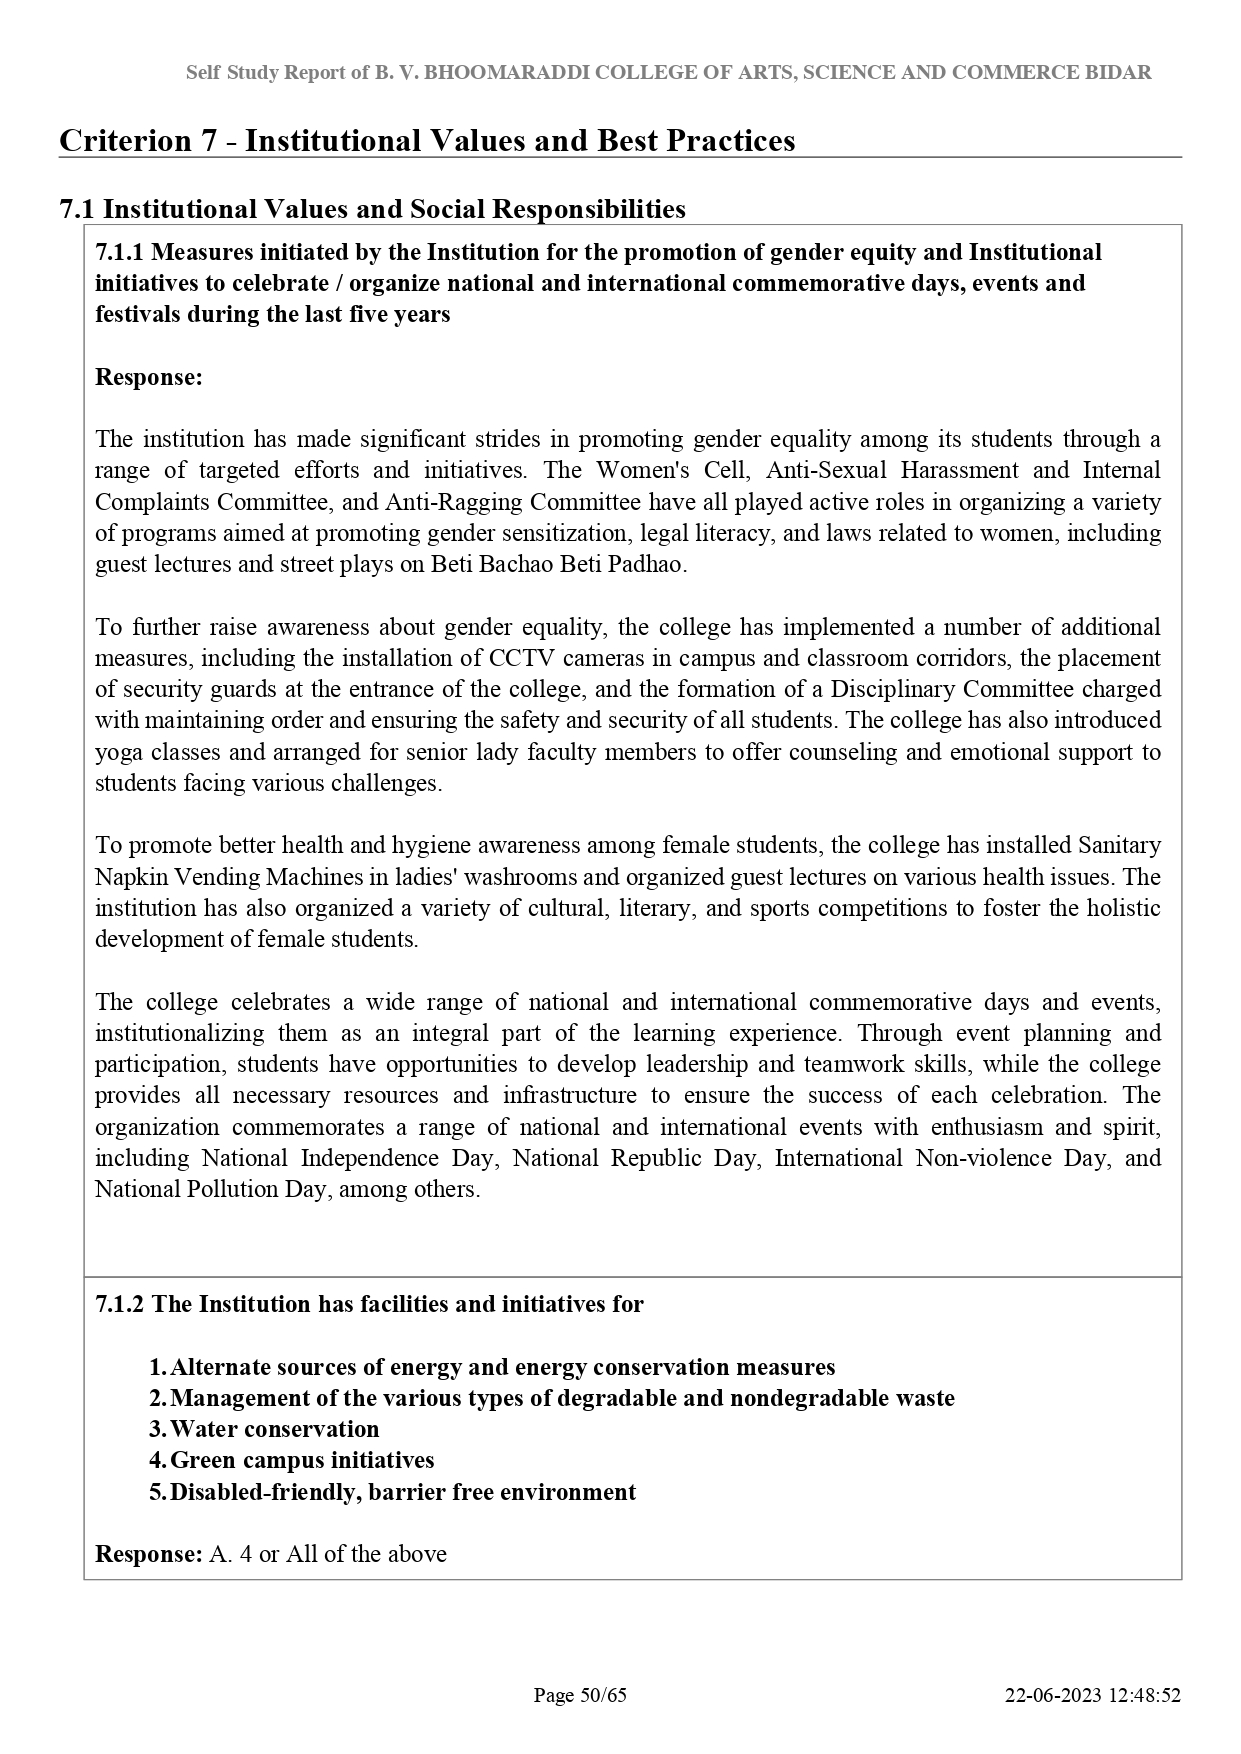 Self Study Report of B. V. BHOOMARADDI COLLEGE OF ARTS, SCIENCE AND COMMERCE BIDAR
Criterion 7 - Institutional Values and Best Practices
7.1 Institutional Values and Social Responsibilities
7.1.1 Measures initiated by the Institution for the promotion of gender equity and Institutional
initiatives to celebrate / organize national and international commemorative days, events and
festivals during the last five years
Response:
The institution has made significant strides in promoting gender equality among its students through a
range of targeted efforts and initiatives. The Women's Cell, Anti-Sexual Harassment and Internal
Complaints Committee, and Anti-Ragging Committee have all played active roles in organizing a variety
of programs aimed at promoting gender sensitization, legal literacy, and laws related to women, including
guest lectures and street plays on Beti Bachao Beti Padhao.
To further raise awareness about gender equality, the college has implemented a number of additional
measures, including the installation of CCTV cameras in campus and classroom corridors, the placement
of security guards at the entrance of the college, and the formation of a Disciplinary Committee charged
with maintaining order and ensuring the safety and security of all students. The college has also introduced
yoga classes and arranged for senior lady faculty members to offer counseling and emotional support to
students facing various challenges.
To promote better health and hygiene awareness among female students, the college has installed Sanitary
Napkin Vending Machines in ladies' washrooms and organized guest lectures on various health issues. The
institution has also organized a variety of cultural, literary, and sports competitions to foster the holistic
development of female students.
The college celebrates a wide range of national and international commemorative days and events,
institutionalizing them as an integral part of the learning experience. Through event planning and
participation, students have opportunities to develop leadership and teamwork skills, while the college
provides all necessary resources and infrastructure to ensure the success of each celebration. The
organization commemorates a range of national and international events with enthusiasm and spirit,
including National Independence Day, National Republic Day, International Non-violence Day, and
National Pollution Day, among others.
7.1.2 The Institution has facilities and initiatives for
1. Alternate sources of energy and energy conservation measures
2. Management of the various types of degradable and nondegradable waste
3. Water conservation
4. Green campus initiatives
5. Disabled-friendly, barrier free environment
Response: A. 4 or All of the above
Page 50/65
22-06-2023 12:48:52